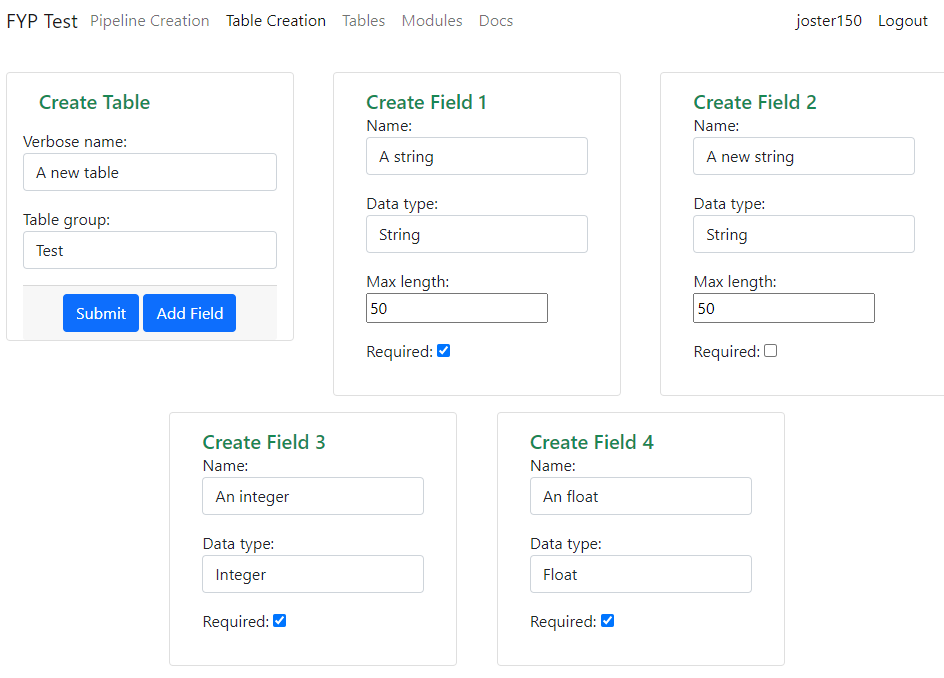 FYP Test Pipeline Creation Table Creation Tables Modules Docs joster150 Logout
Create Table
Verbose name:
A new table
Table group:
Test
Submit Add Field
Create Field 1
Name:
A string
Data type:
String
Max length:
50
Required:
Create Field 2
Name:
A new string
Data type:
String
Max length:
50
Required:
Create Field 3
Name:
An integer
Data type:
Integer
Required:
Create Field 4
Name:
An float
Data type:
Float
Required: